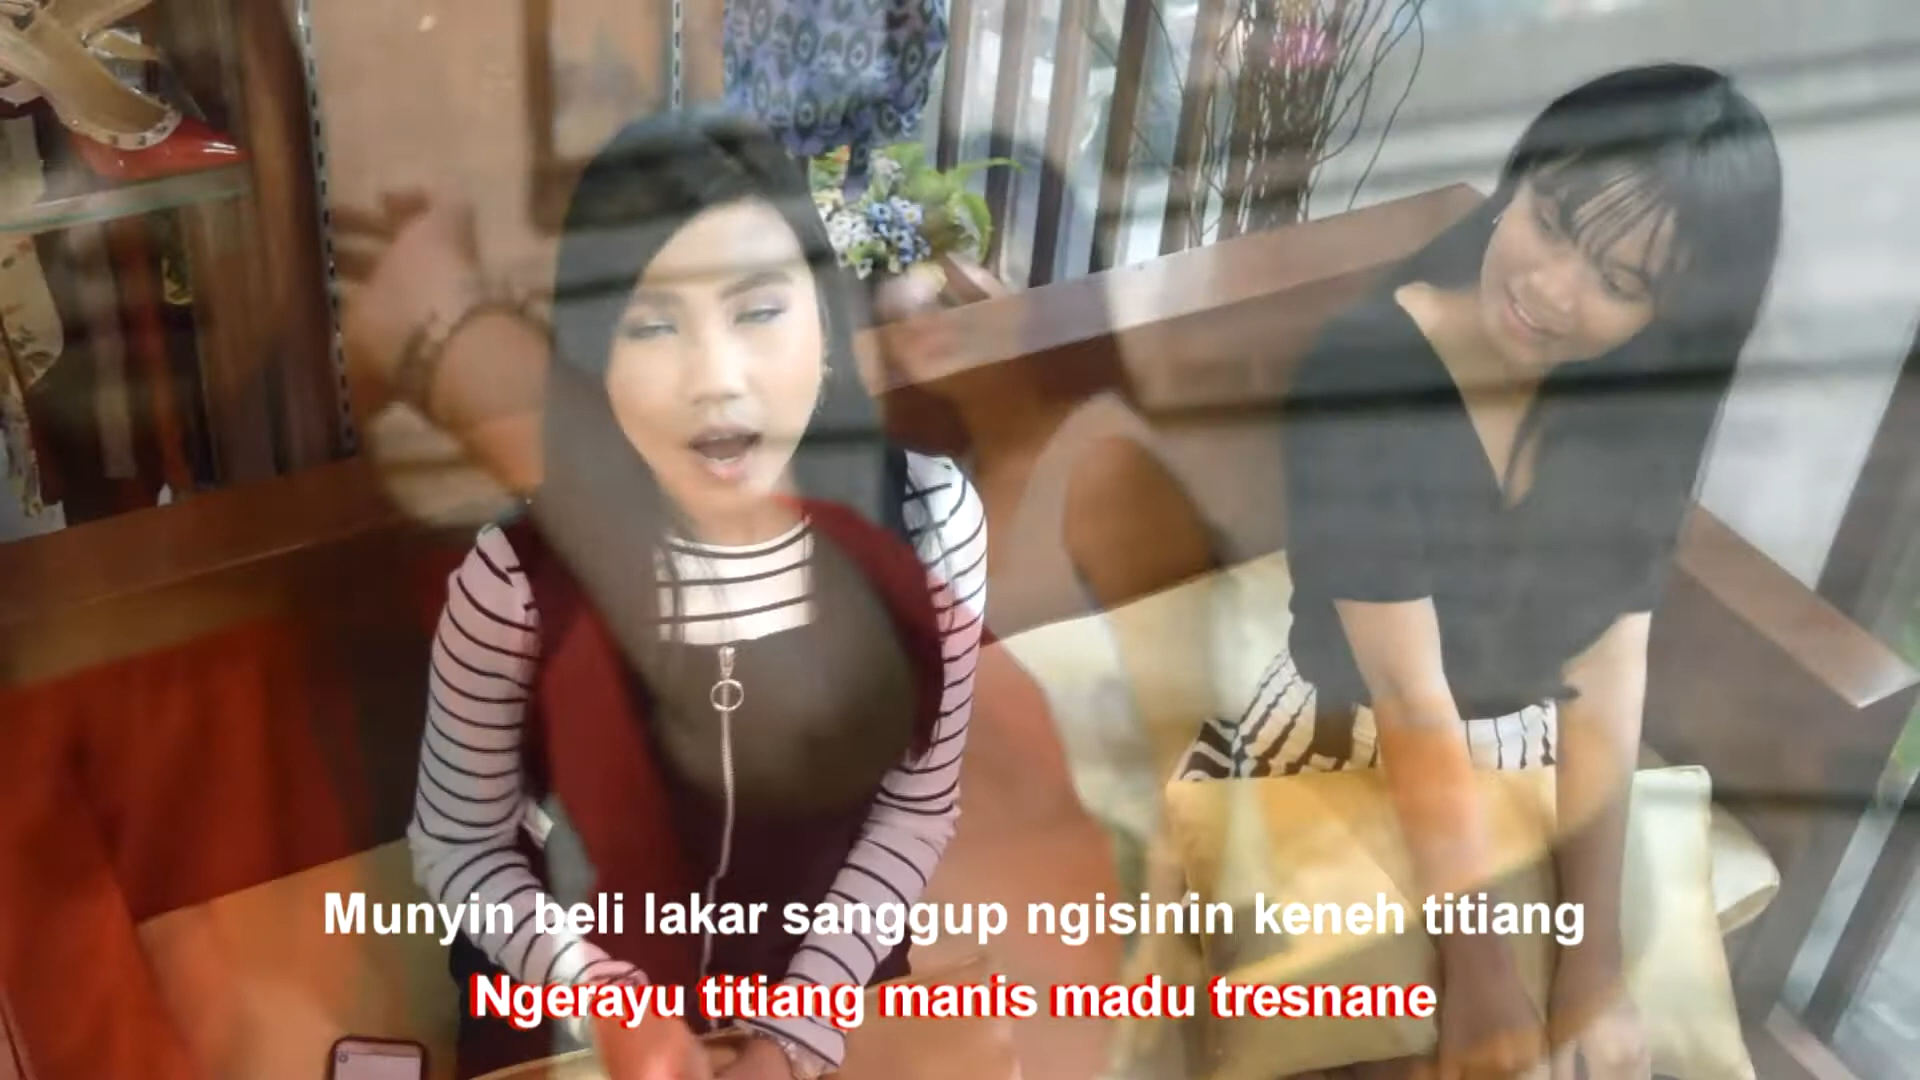 Munyin beli lakar sanggup ngisinin keneh titiang
Ngerayu titiang manis madu tresnane